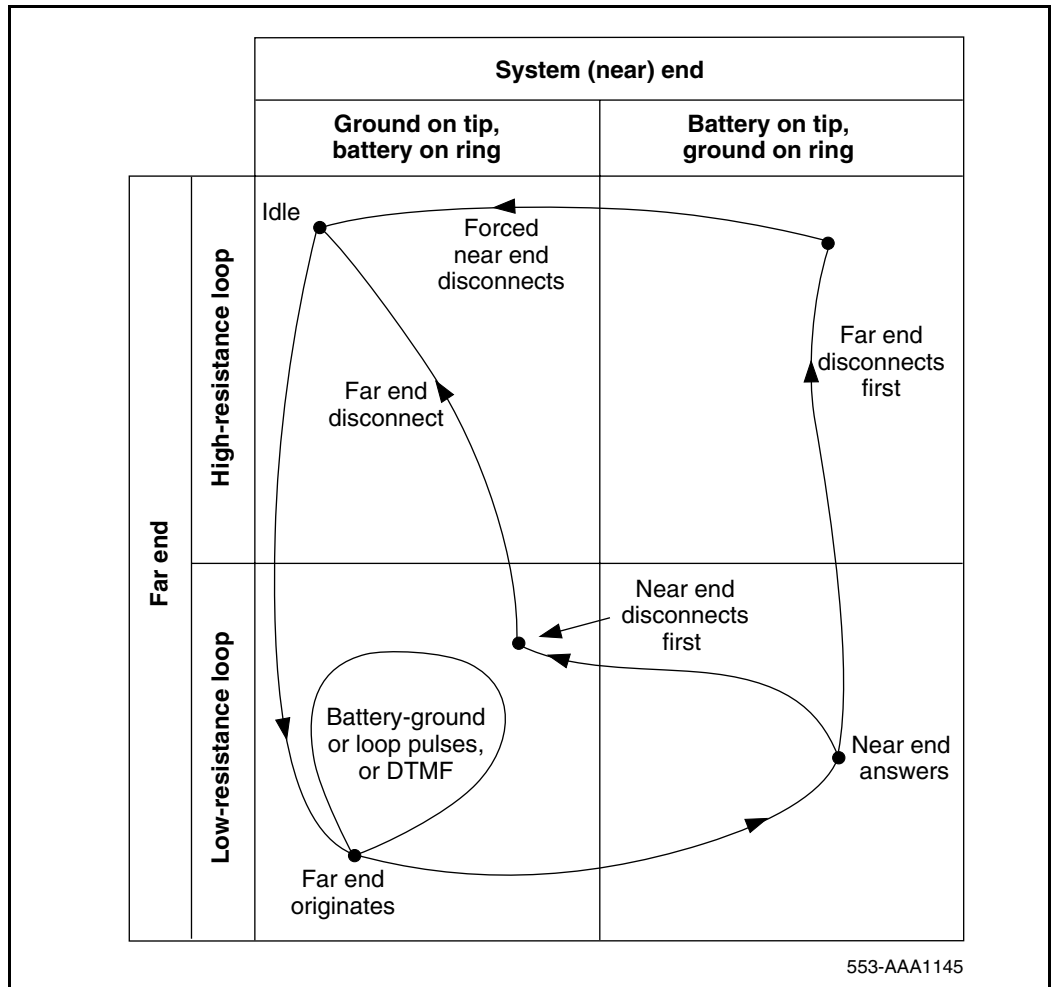 System (near) end
Ground on tip,
battery on ring
Battery on tip,
ground on ring
Far end
High-resistance loop
Low-resistance loop
Idle
Forced
near end
disconnects
Far end
disconnects
first
Far end
disconnect
Near end
disconnects
first
Battery-ground
or loop pulses,
or DTMF
Near end
answers
Far end
originates
553-AAA1145